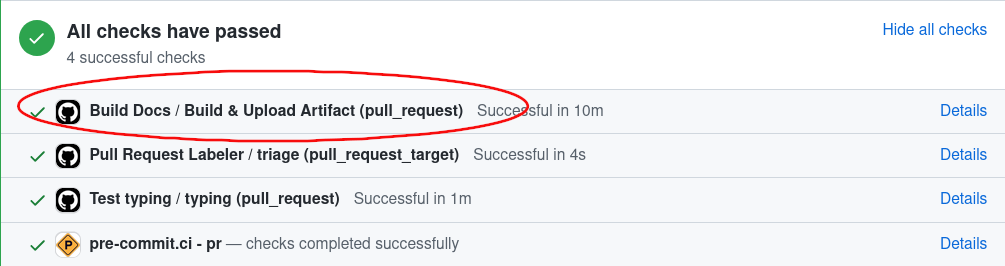 All checks have passed
Hide all checks
4 successful checks
Build Docs / Build & Upload Artifact (pull_request) Successful in 10m Details
Pull Request Labeler / triage (pull_request_target) Successful in 4s Details
Test typing / typing (pull_request) Successful in 1m Details
P pre-commit.ci - pr — checks completed successfully Details